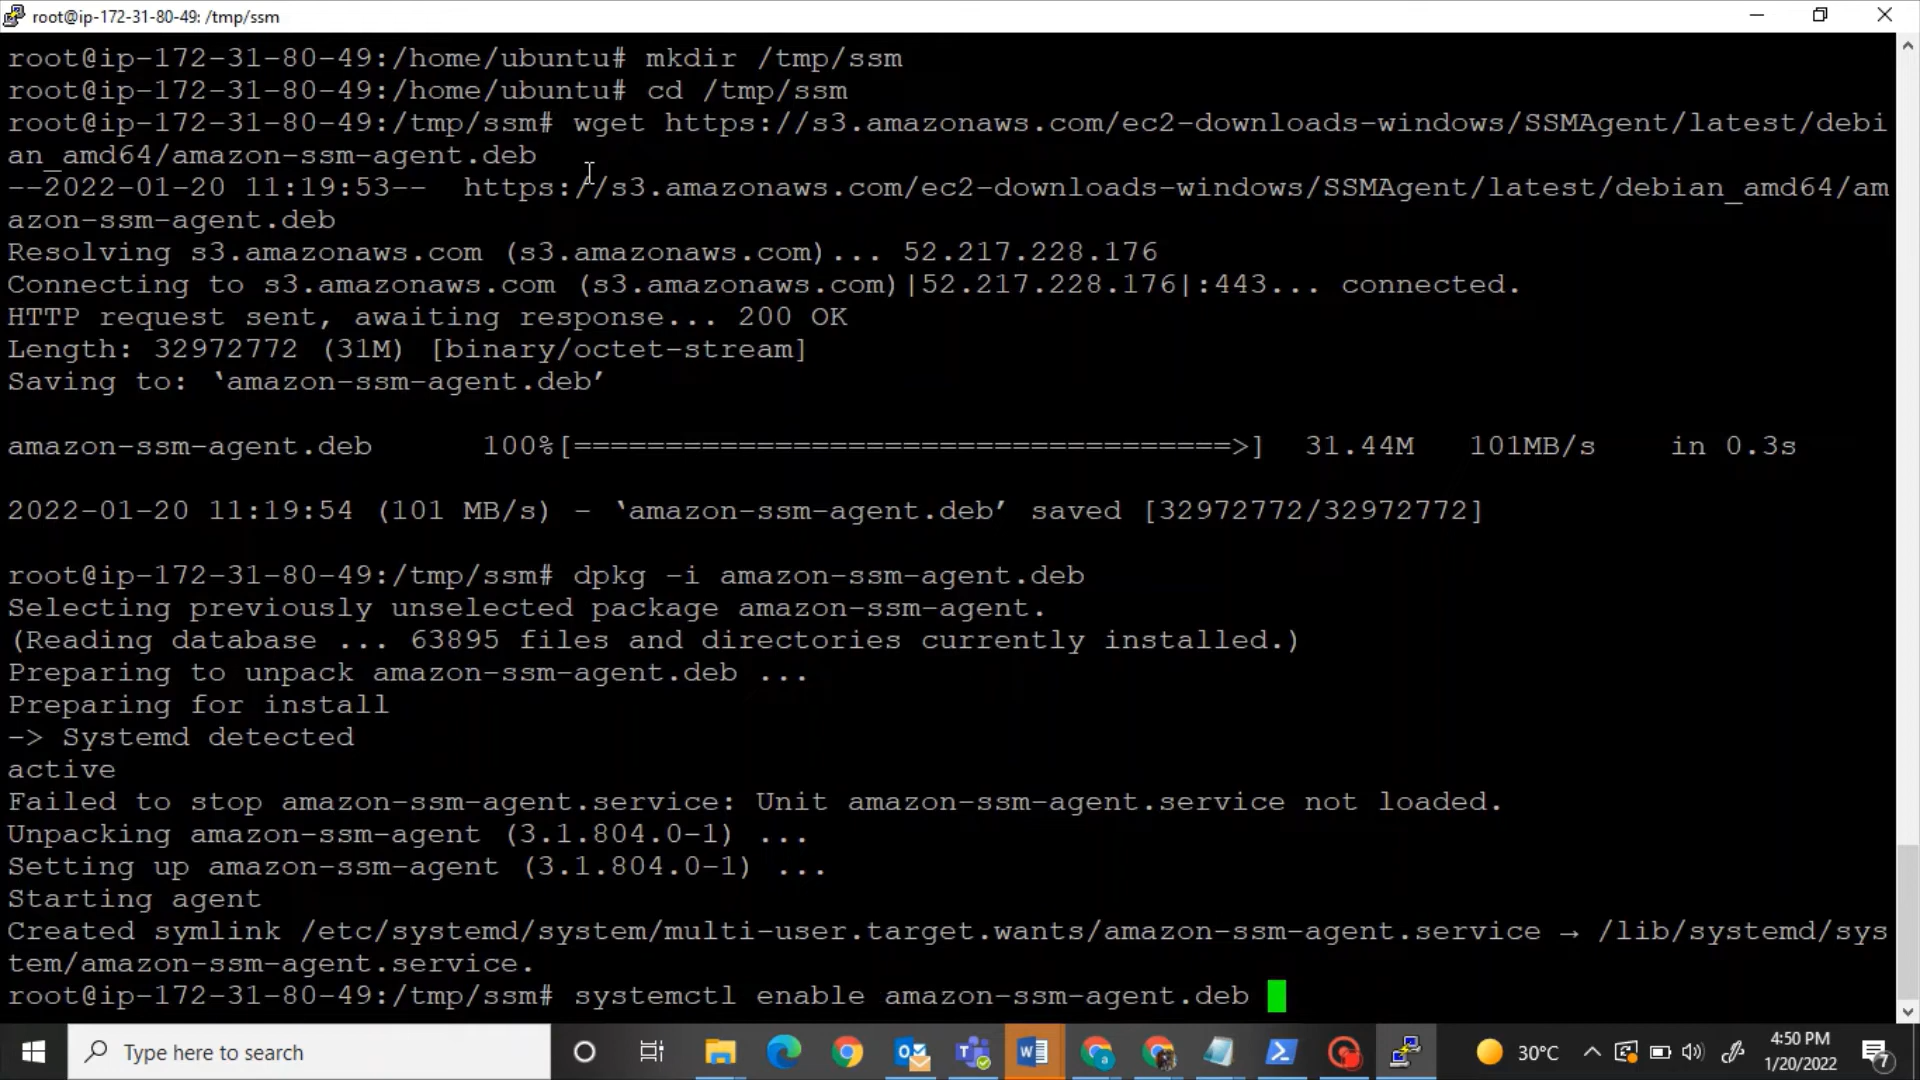 root@ip-172-31-80-49: /tmp/ssm
root@ip-172-31-80-49:/home/ubuntu# mkdir /tmp/ssm
root@ip-172-31-80-49:/home/ubuntu# cd /tmp/ssm
root@ip-172-31-80-49:/tmp/ssm# wget https://s3.amazonaws.com/ec2-downloads-windows/SSMAgent/latest/debi
an_amd64/amazon-ssm-agent.deb
--2022-01-20 11:19:53--  https://s3.amazonaws.com/ec2-downloads-windows/SSMAgent/latest/debian_amd64/am
azon-ssm-agent.deb
Resolving s3.amazonaws.com (s3.amazonaws.com)... 52.217.228.176
Connecting to s3.amazonaws.com (s3.amazonaws.com)|52.217.228.176|:443... connected.
HTTP request sent, awaiting response... 200 OK
Length: 32972772 (31M) [binary/octet-stream]
Saving to: ‘amazon-ssm-agent.deb’
amazon-ssm-agent.deb      100%[====================================>]  31.44M   101MB/s    in 0.3s
2022-01-20 11:19:54 (101 MB/s) - ‘amazon-ssm-agent.deb’ saved [32972772/32972772]
root@ip-172-31-80-49:/tmp/ssm# dpkg -i amazon-ssm-agent.deb
Selecting previously unselected package amazon-ssm-agent.
(Reading database ... 63895 files and directories currently installed.)
Preparing to unpack amazon-ssm-agent.deb ...
Preparing for install
-> Systemd detected
active
Failed to stop amazon-ssm-agent.service: Unit amazon-ssm-agent.service not loaded.
Unpacking amazon-ssm-agent (3.1.804.0-1) ...
Setting up amazon-ssm-agent (3.1.804.0-1) ...
Starting agent
Created symlink /etc/systemd/system/multi-user.target.wants/amazon-ssm-agent.service → /lib/systemd/sys
tem/amazon-ssm-agent.service.
root@ip-172-31-80-49:/tmp/ssm# systemctl enable amazon-ssm-agent.deb
Type here to search
30°C
4:50 PM
1/20/2022
7